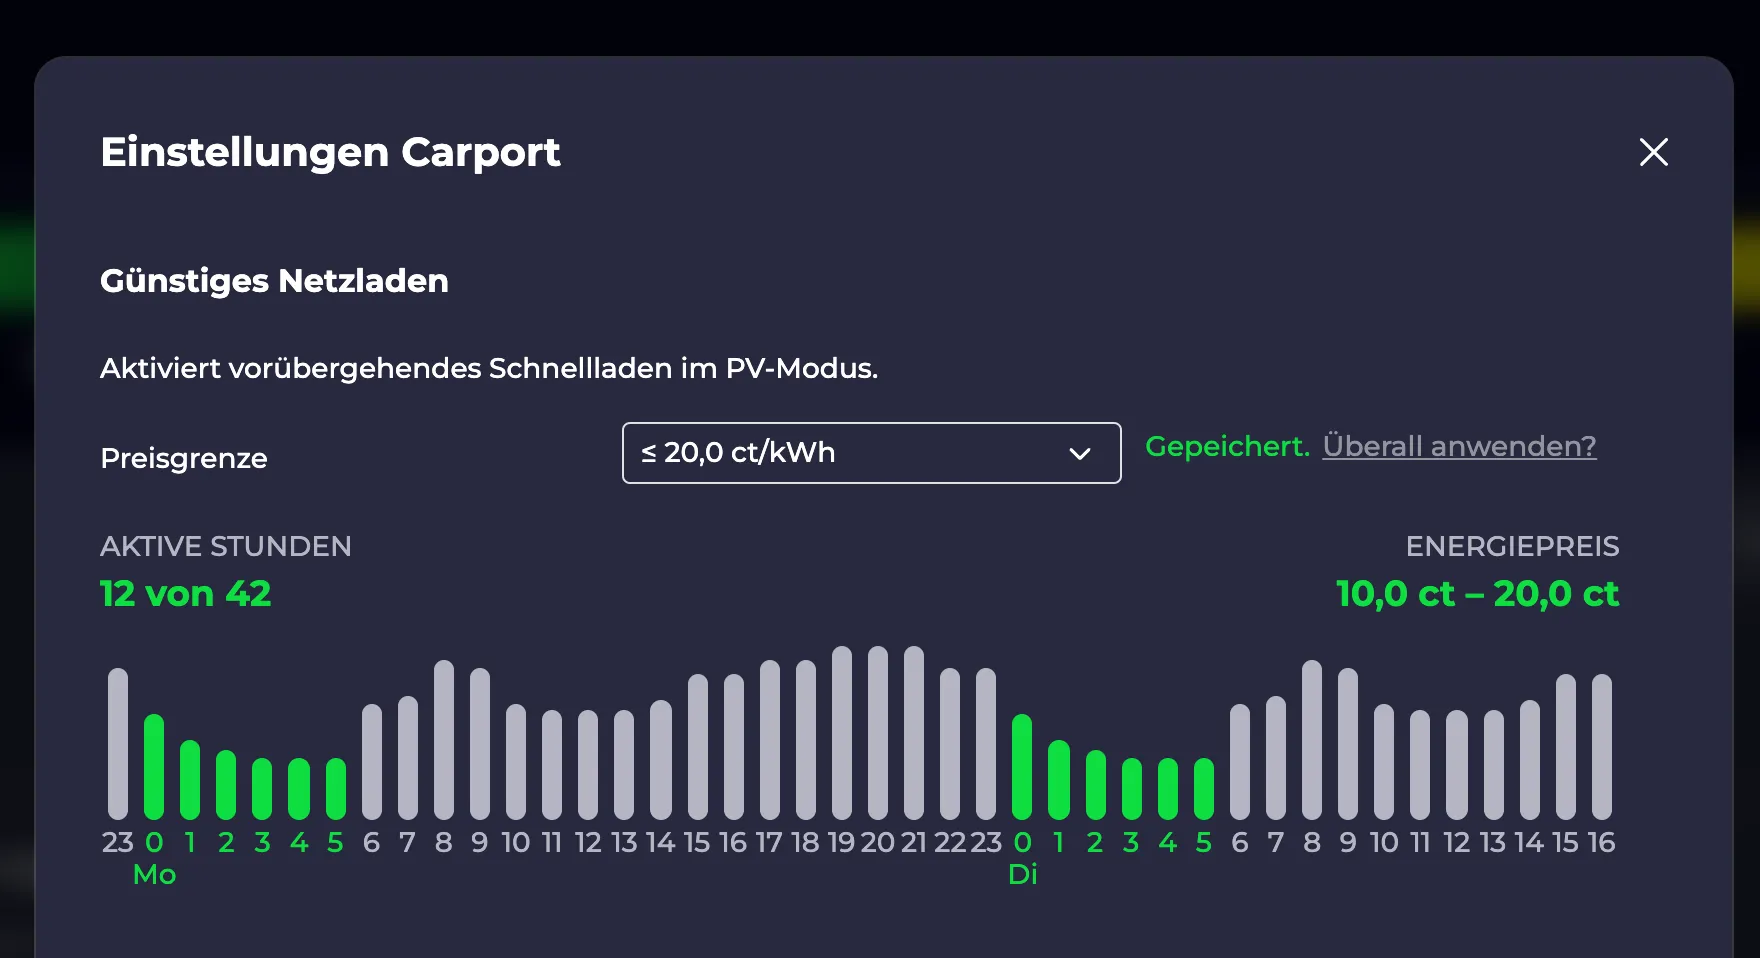 Einstellungen Carport
Günstiges Netzladen
Aktiviert vorübergehendes Schnellladen im PV-Modus.
Preisgrenze
≤ 20,0 ct/kWh
Gepeichert. Überall anwenden?
AKTIVE STUNDEN
12 von 42
ENERGIEPREIS
10,0 ct – 20,0 ct
23 0 1 2 3 4 5 6 7 8 9 10 11 12 13 14 15 16 17 18 19 20 21 22 23 0 1 2 3 4 5 6 7 8 9 10 11 12 13 14 15 16
Mo Di